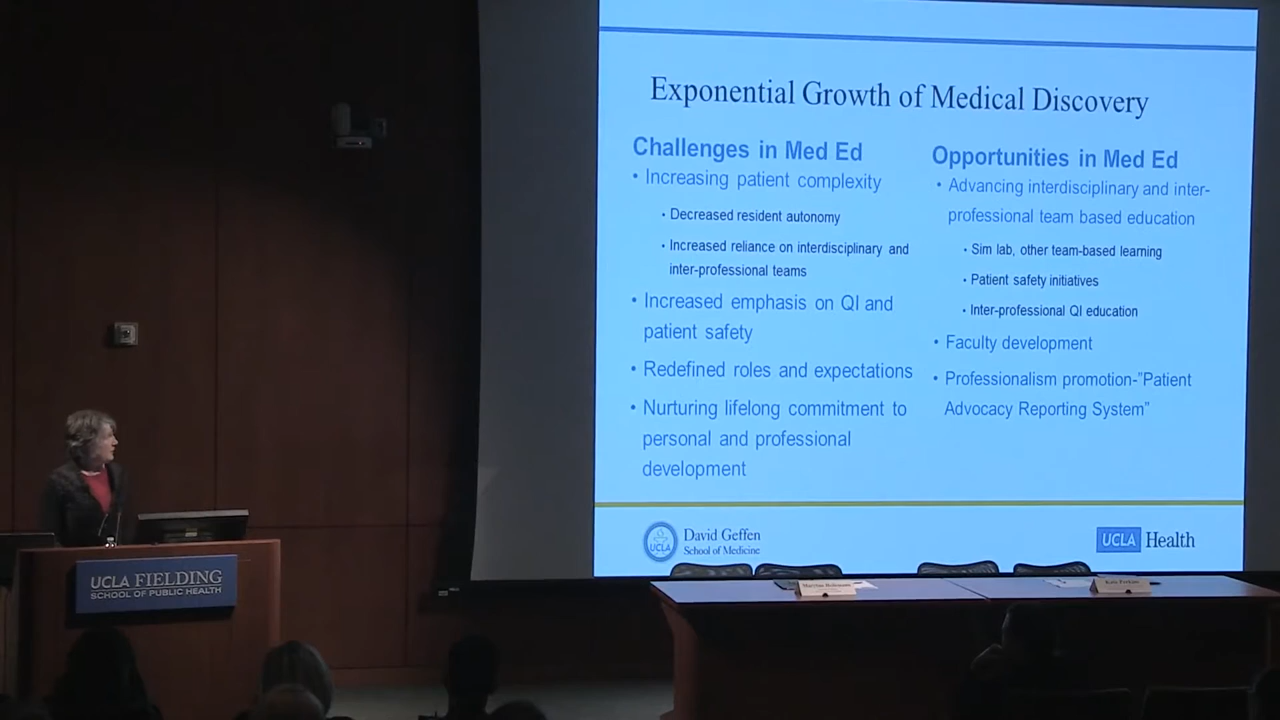 Exponential Growth of Medical Discovery
Challenges in Med Ed
• Increasing patient complexity
• Decreased resident autonomy
• Increased reliance on interdisciplinary and
inter-professional teams
• Increased emphasis on QI and
patient safety
• Redefined roles and expectations
• Nurturing lifelong commitment to
personal and professional
development
Opportunities in Med Ed
• Advancing interdisciplinary and inter-
professional team based education
• Sim lab, other team-based learning
• Patient safety initiatives
• Inter-professional QI education
• Faculty development
• Professionalism promotion-"Patient
Advocacy Reporting System"
UCLA
David Geffen
School of Medicine
UCLA Health
UCLA FIELDING
SCHOOL OF PUBLIC HEALTH